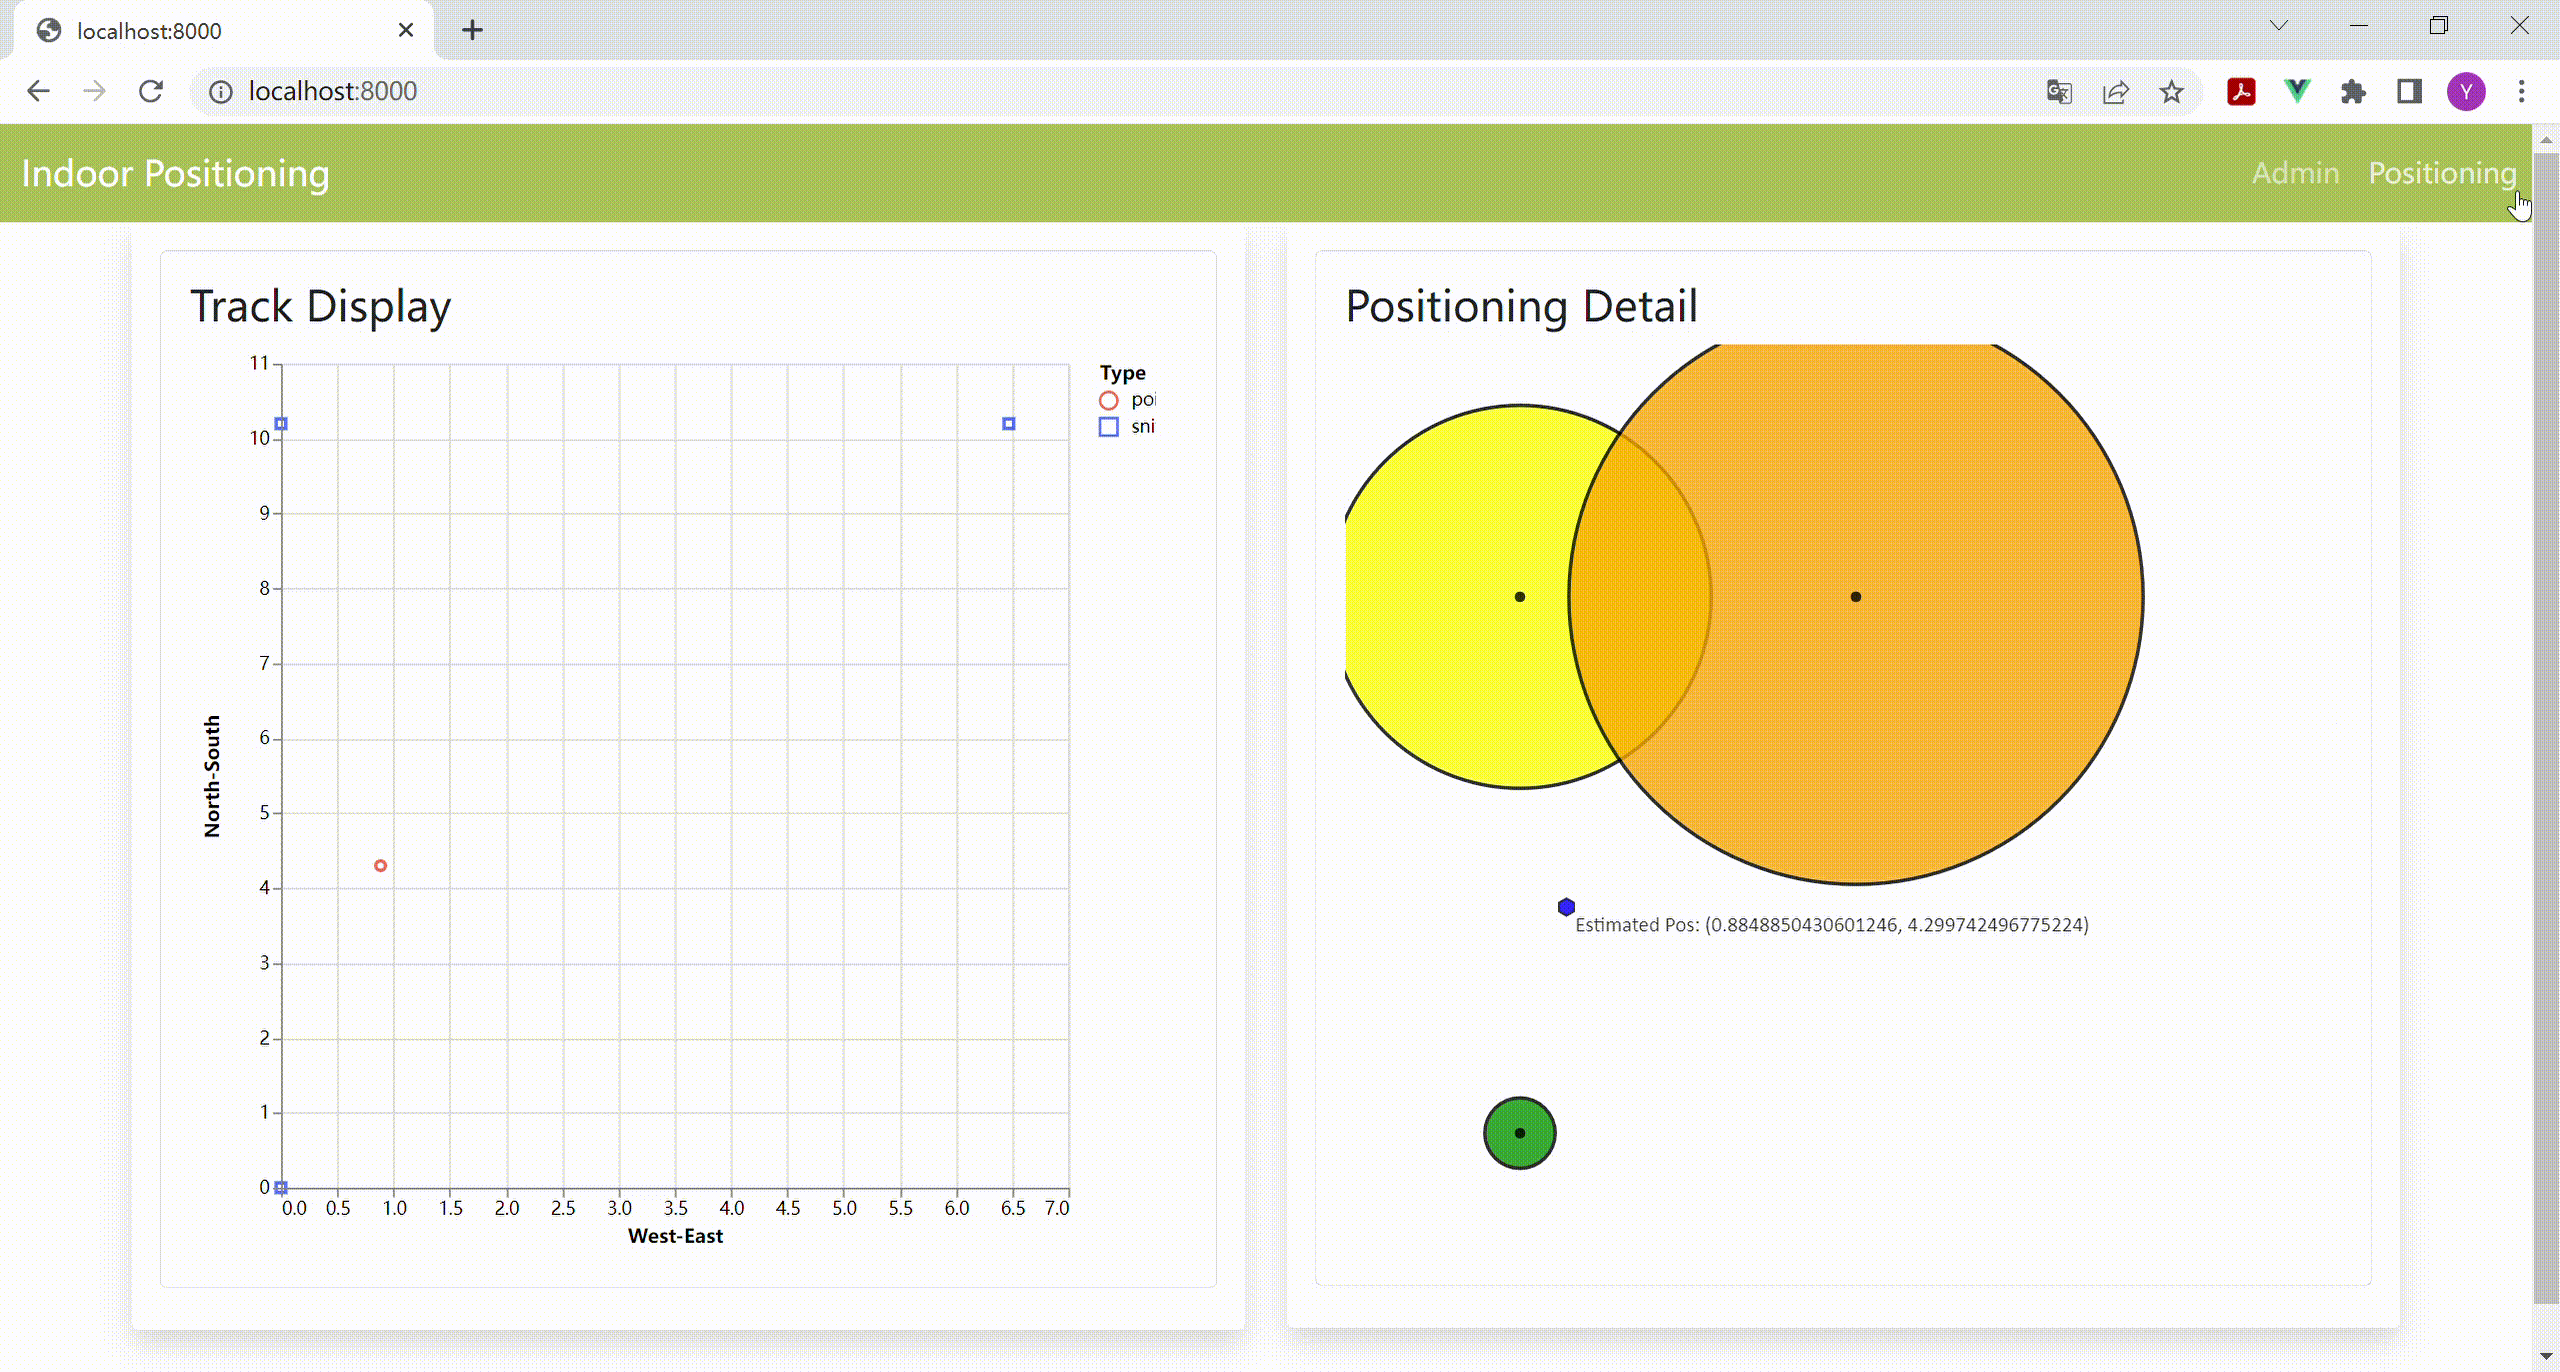 localhost:8000
localhost:8000
Y
Indoor Positioning
Admin
Positioning
Track Display
11
10
9
8
7
6
5
4
3
2
1
0
North-South
0.0 0.5 1.0 1.5 2.0 2.5 3.0 3.5 4.0 4.5 5.0 5.5 6.0 6.5 7.0
West-East
Type
poi
sni
Positioning Detail
Estimated Pos: (0.8848850430601246, 4.299742496775224)